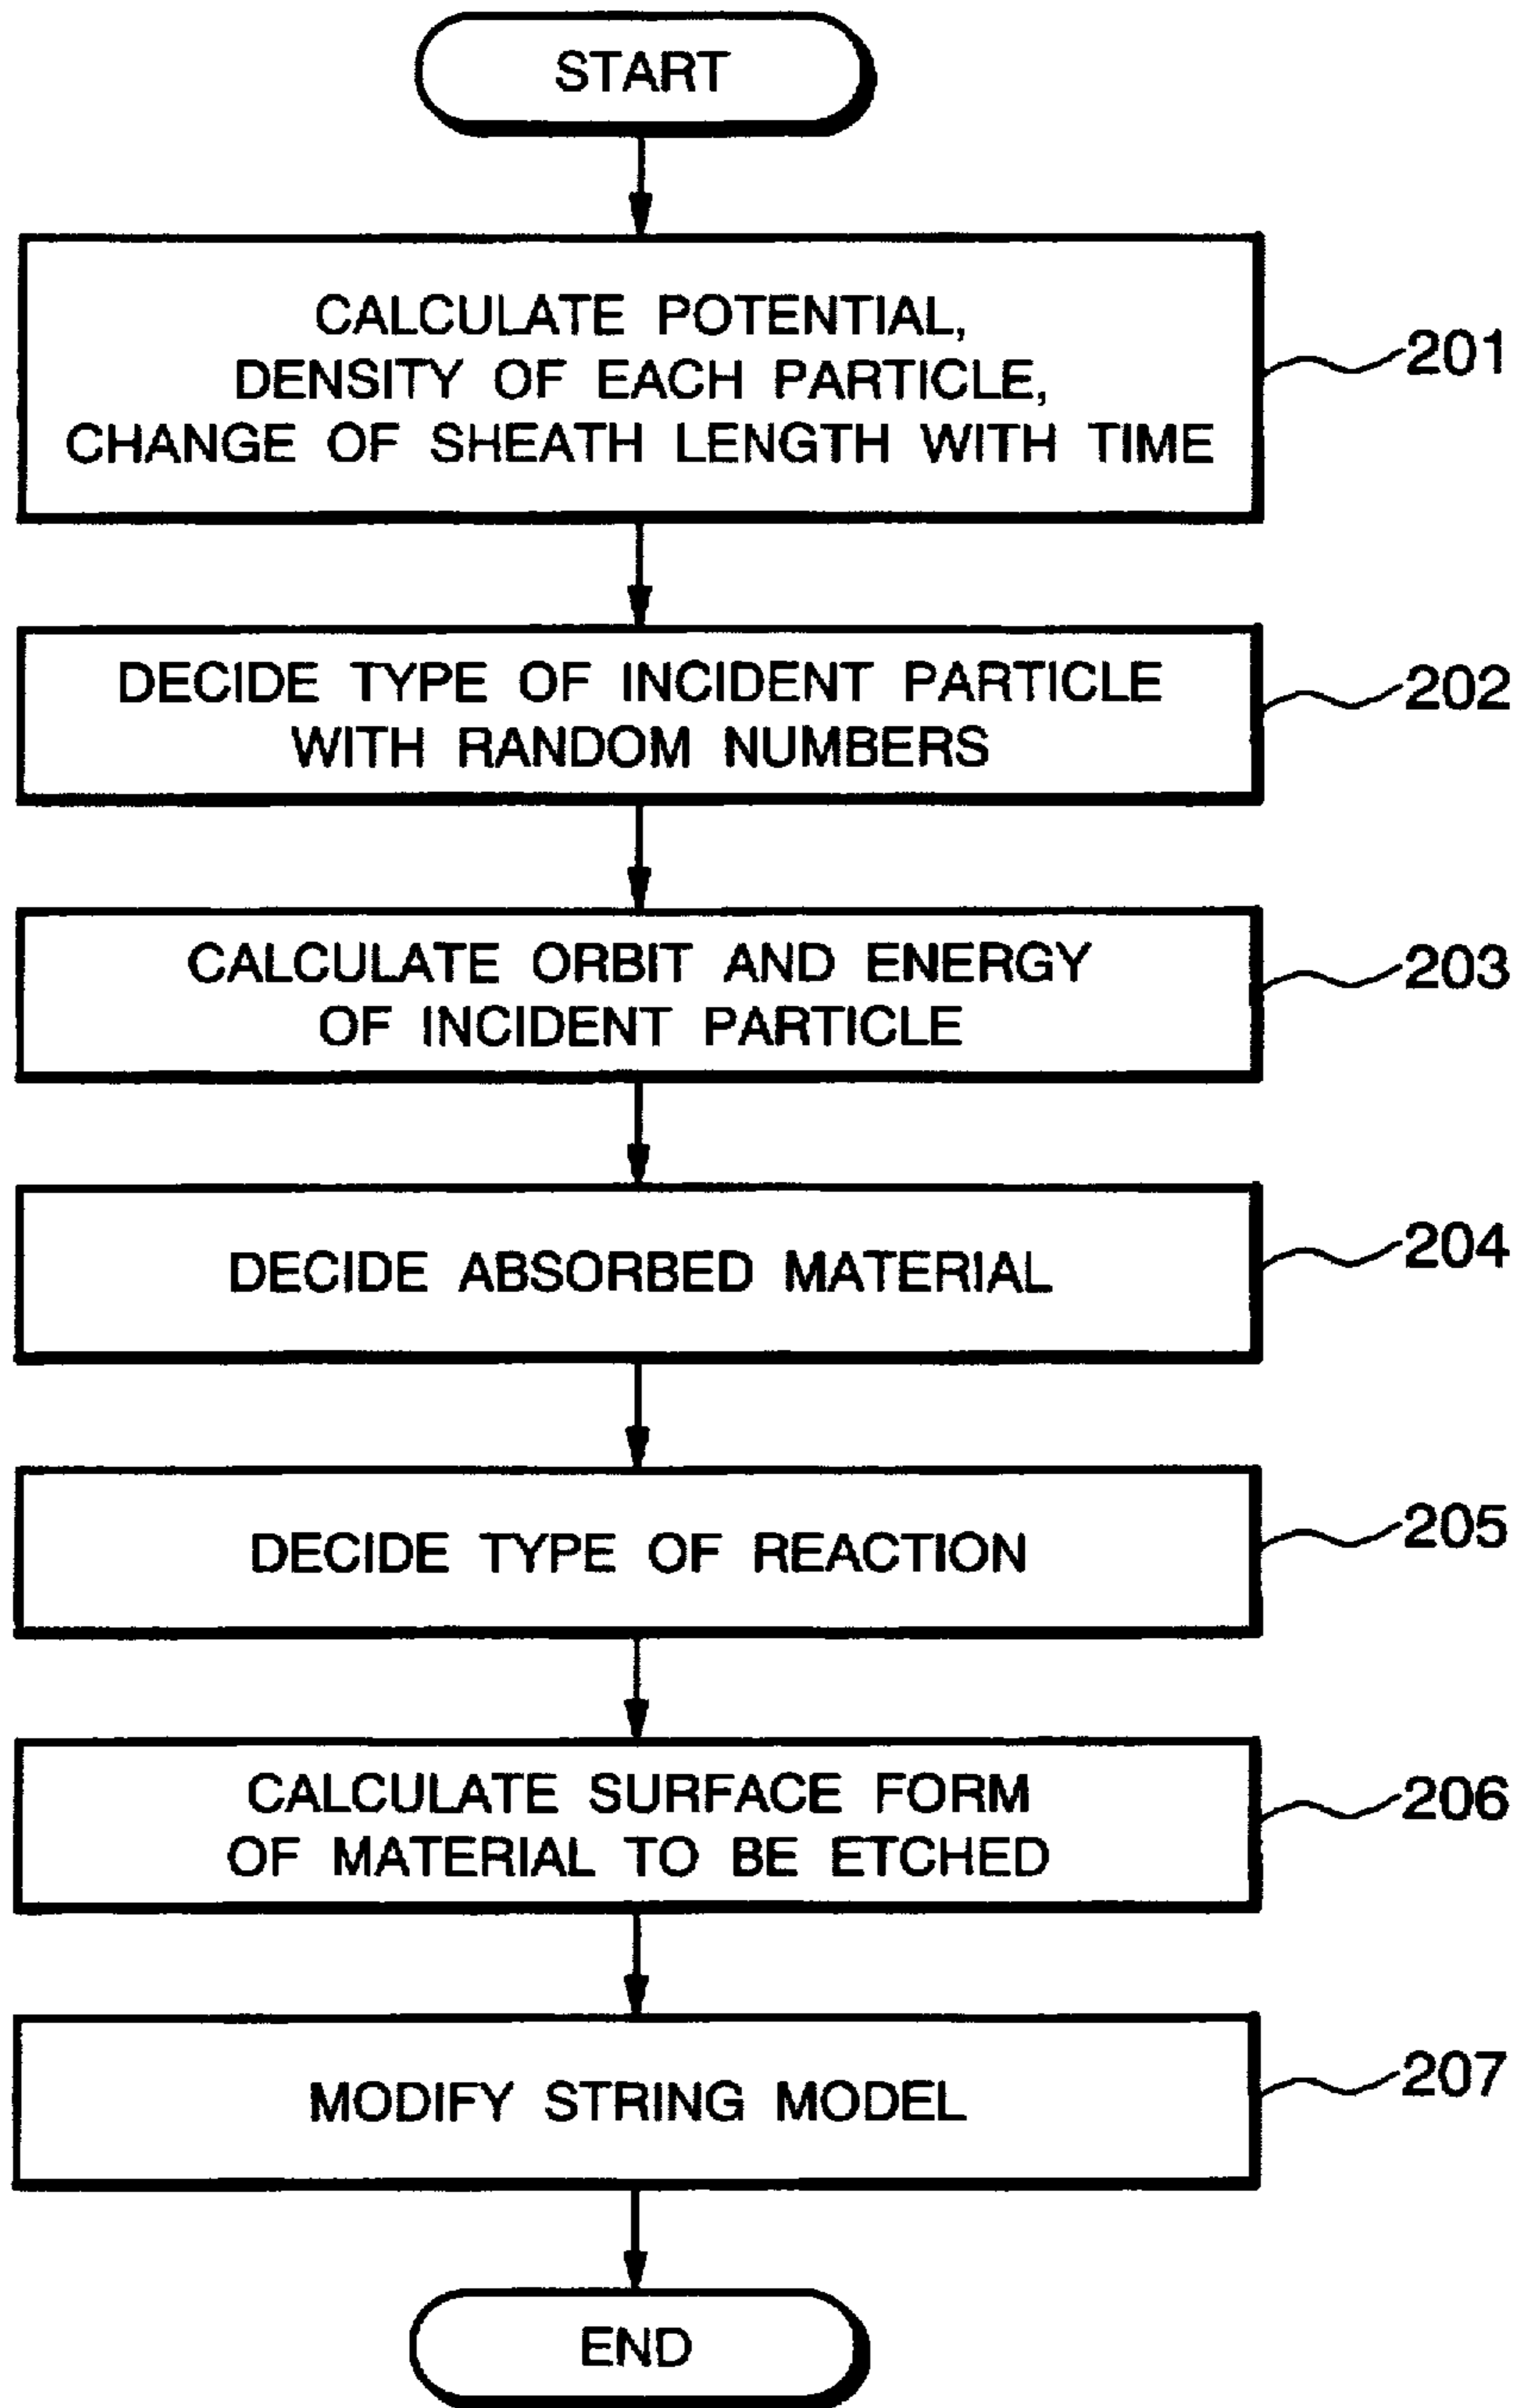 START
CALCULATE POTENTIAL,
DENSITY OF EACH PARTICLE,
CHANGE OF SHEATH LENGTH WITH TIME
201
DECIDE TYPE OF INCIDENT PARTICLE
WITH RANDOM NUMBERS
202
CALCULATE ORBIT AND ENERGY
OF INCIDENT PARTICLE
203
DECIDE ABSORBED MATERIAL
204
DECIDE TYPE OF REACTION
205
CALCULATE SURFACE FORM
OF MATERIAL TO BE ETCHED
206
MODIFY STRING MODEL
207
END